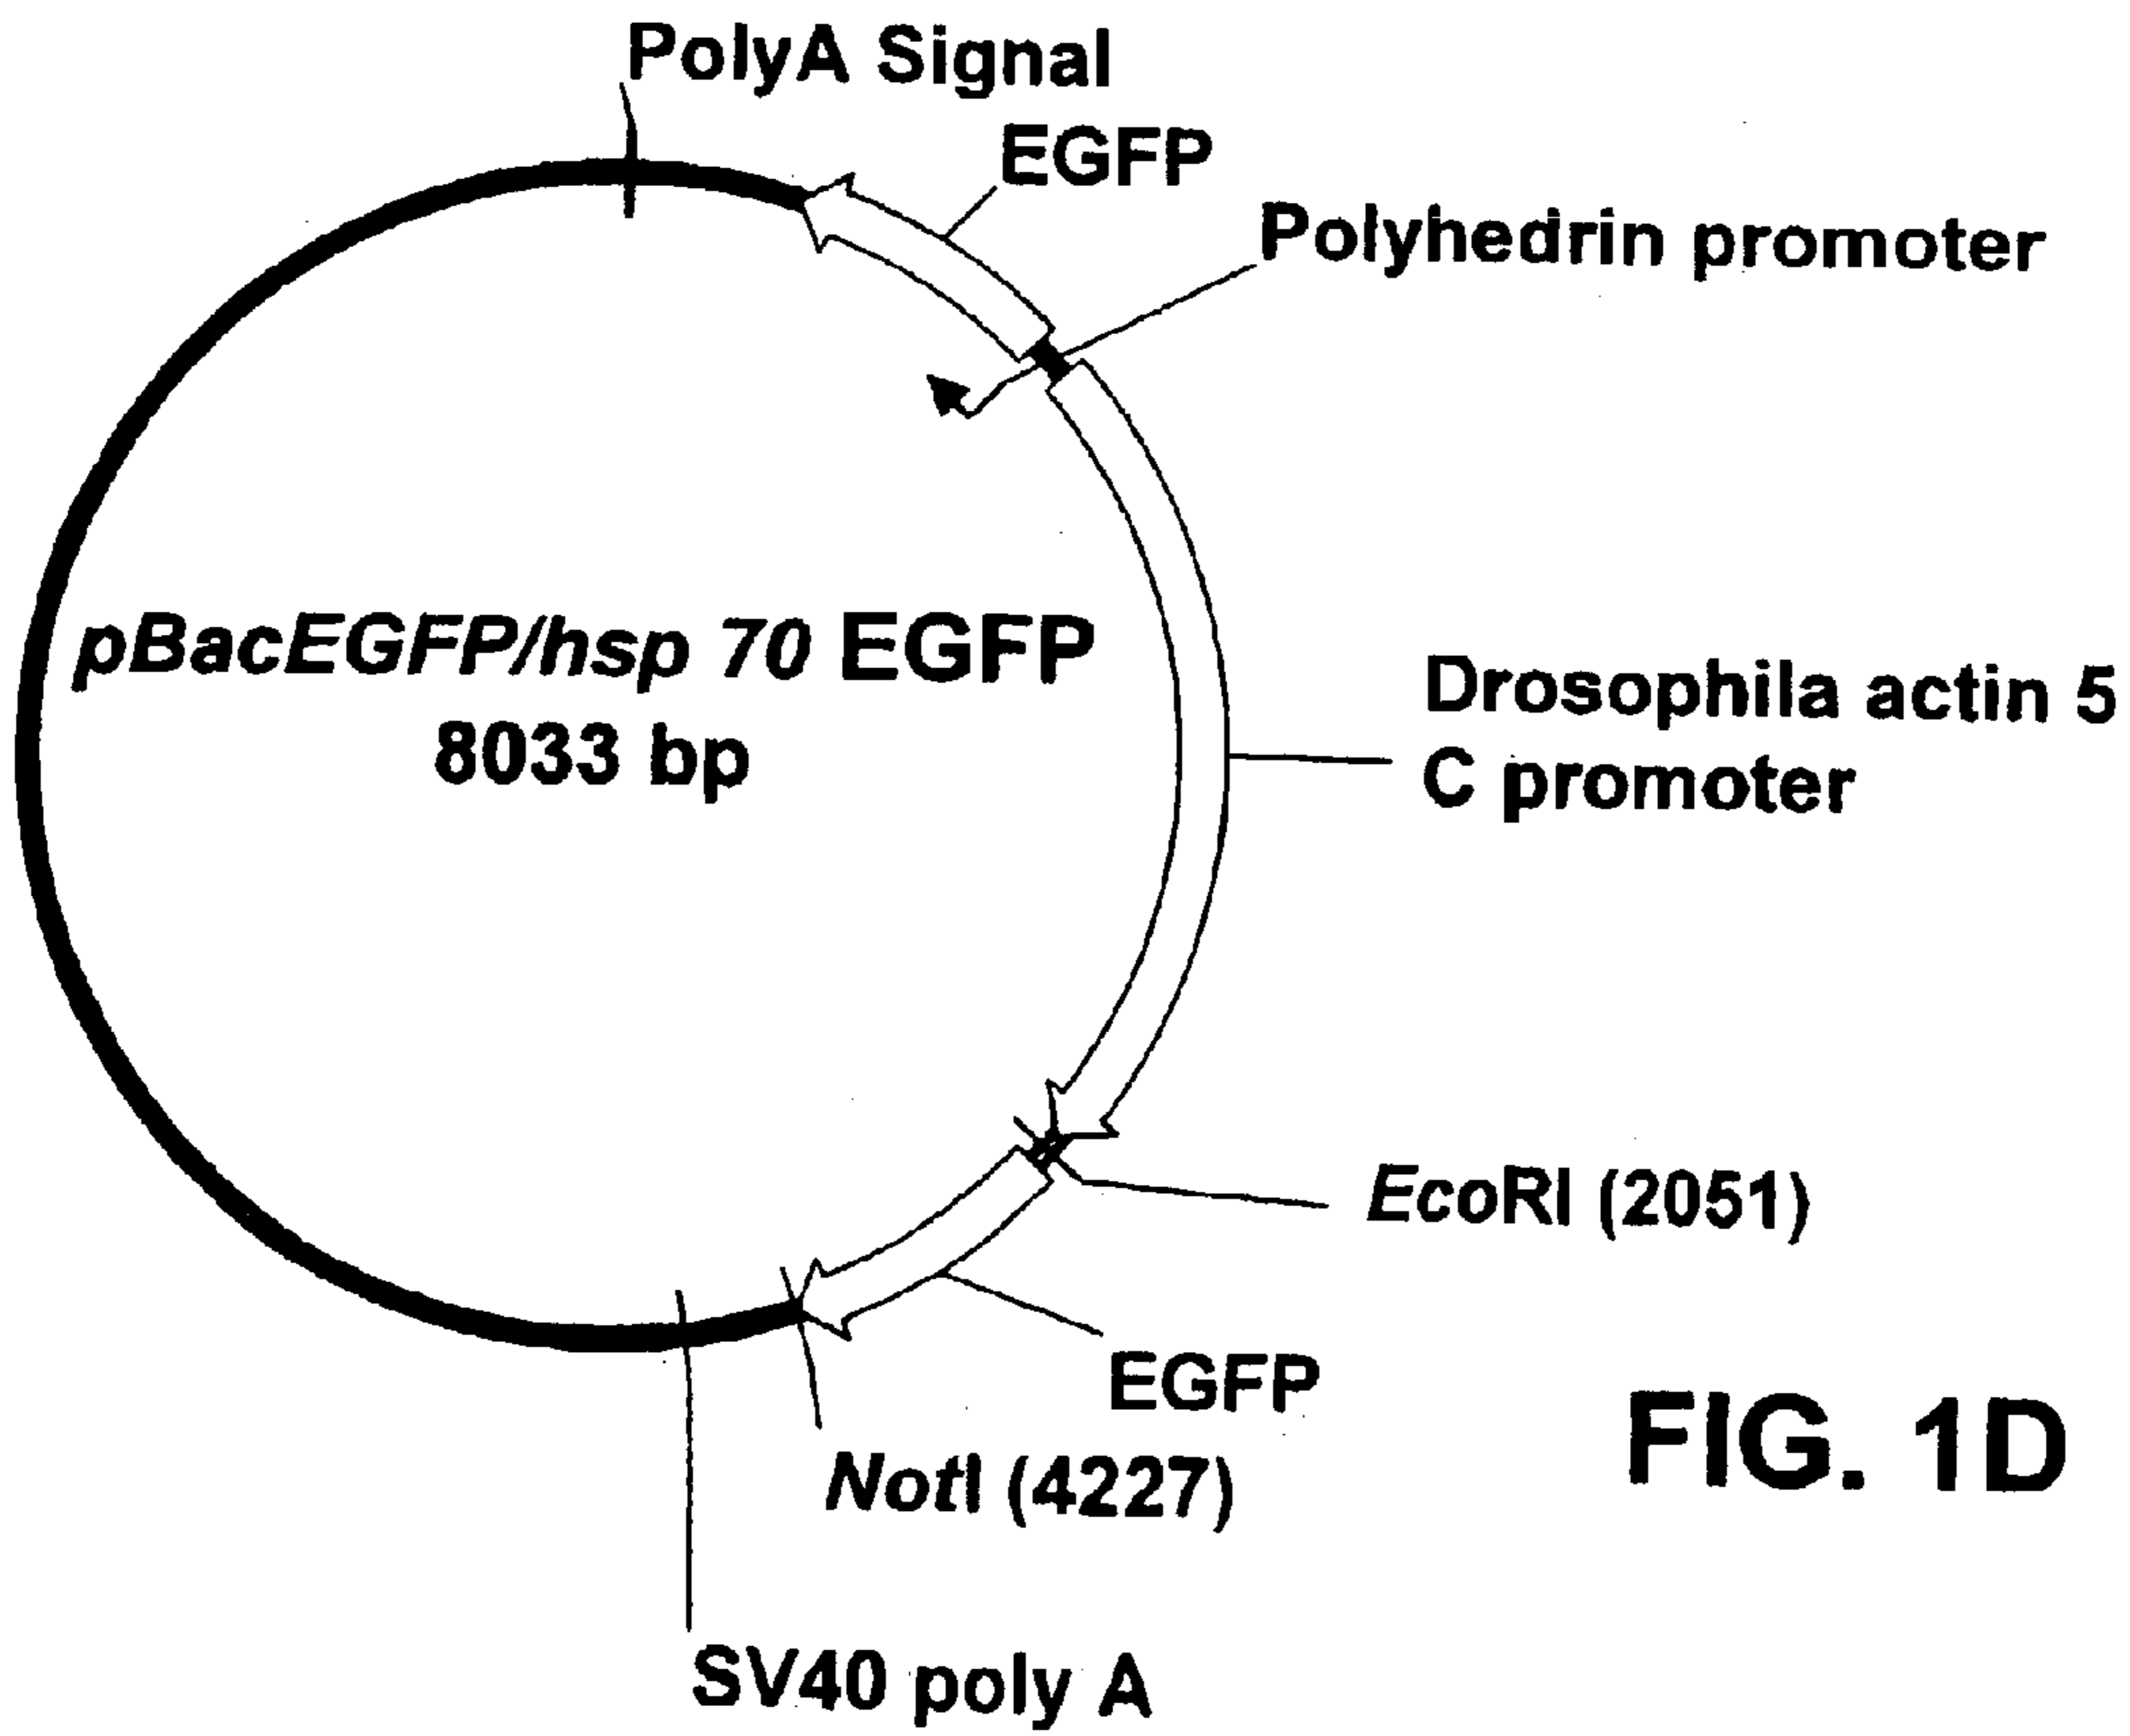 PolyA Signal
EGFP
Polyhedrin promoter
pBacEGFP/hsp 70 EGFP
8033 bp
Drosophila actin 5
C promoter
EcoRI (2051)
EGFP
NotI (4227)
SV40 poly A
FIG. 1D